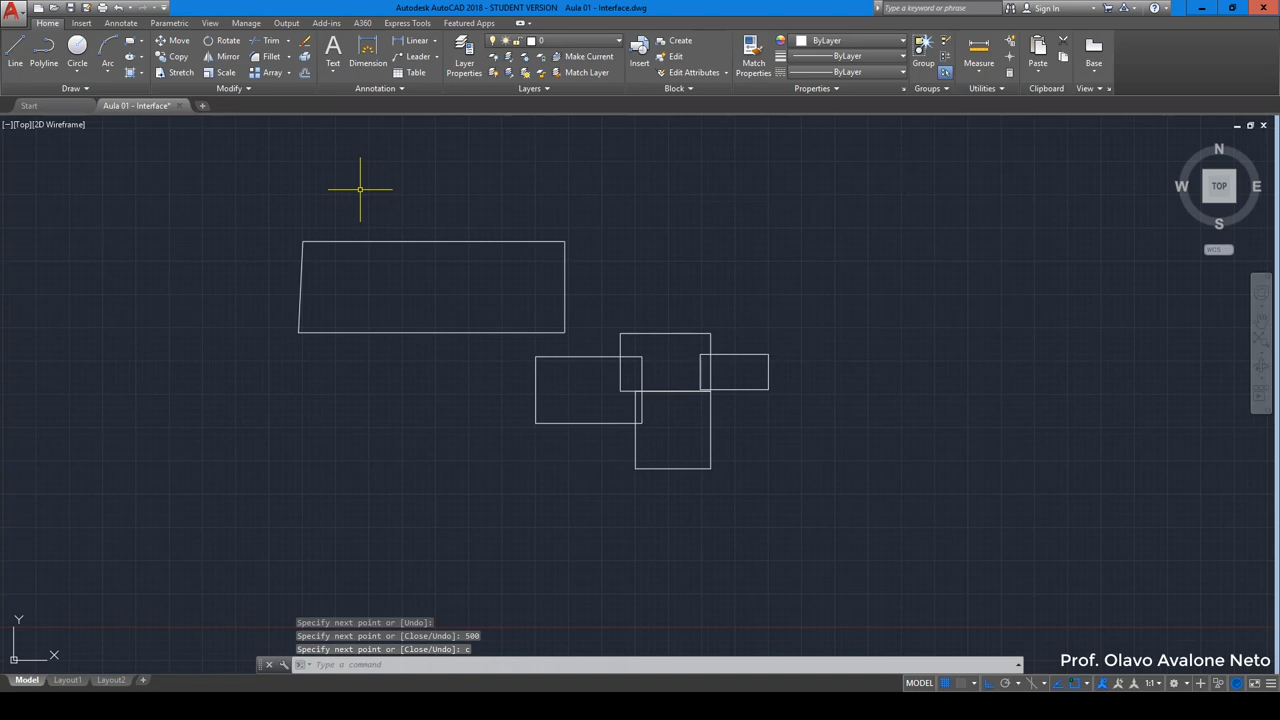 Autodesk AutoCAD 2018 - STUDENT VERSION Aula 01 - Interface.dwg
Type a keyword or phrase
Sign In
Home Insert Annotate Parametric View Manage Output Add-ins A360 Express Tools Featured Apps
Line Polyline Circle Arc
Move Rotate Trim
Copy Mirror Fillet
Stretch Scale Array
Text Dimension
Linear
Leader
Table
Layer Properties
0
Make Current
Match Layer
Insert
Create
Edit
Edit Attributes
Match Properties
ByLayer
ByLayer
ByLayer
Group
Measure
Paste
Base
Draw Modify Annotation Layers Block Properties Groups Utilities Clipboard View
Start Aula 01 - Interface*
[−][Top][2D Wireframe]
N
W TOP E
S
WCS
Y
X
Specify next point or [Undo]:
Specify next point or [Close/Undo]: 500
Specify next point or [Close/Undo]: c
Type a command
Prof. Olavo Avalone Neto
Model Layout1 Layout2
MODEL
1:1